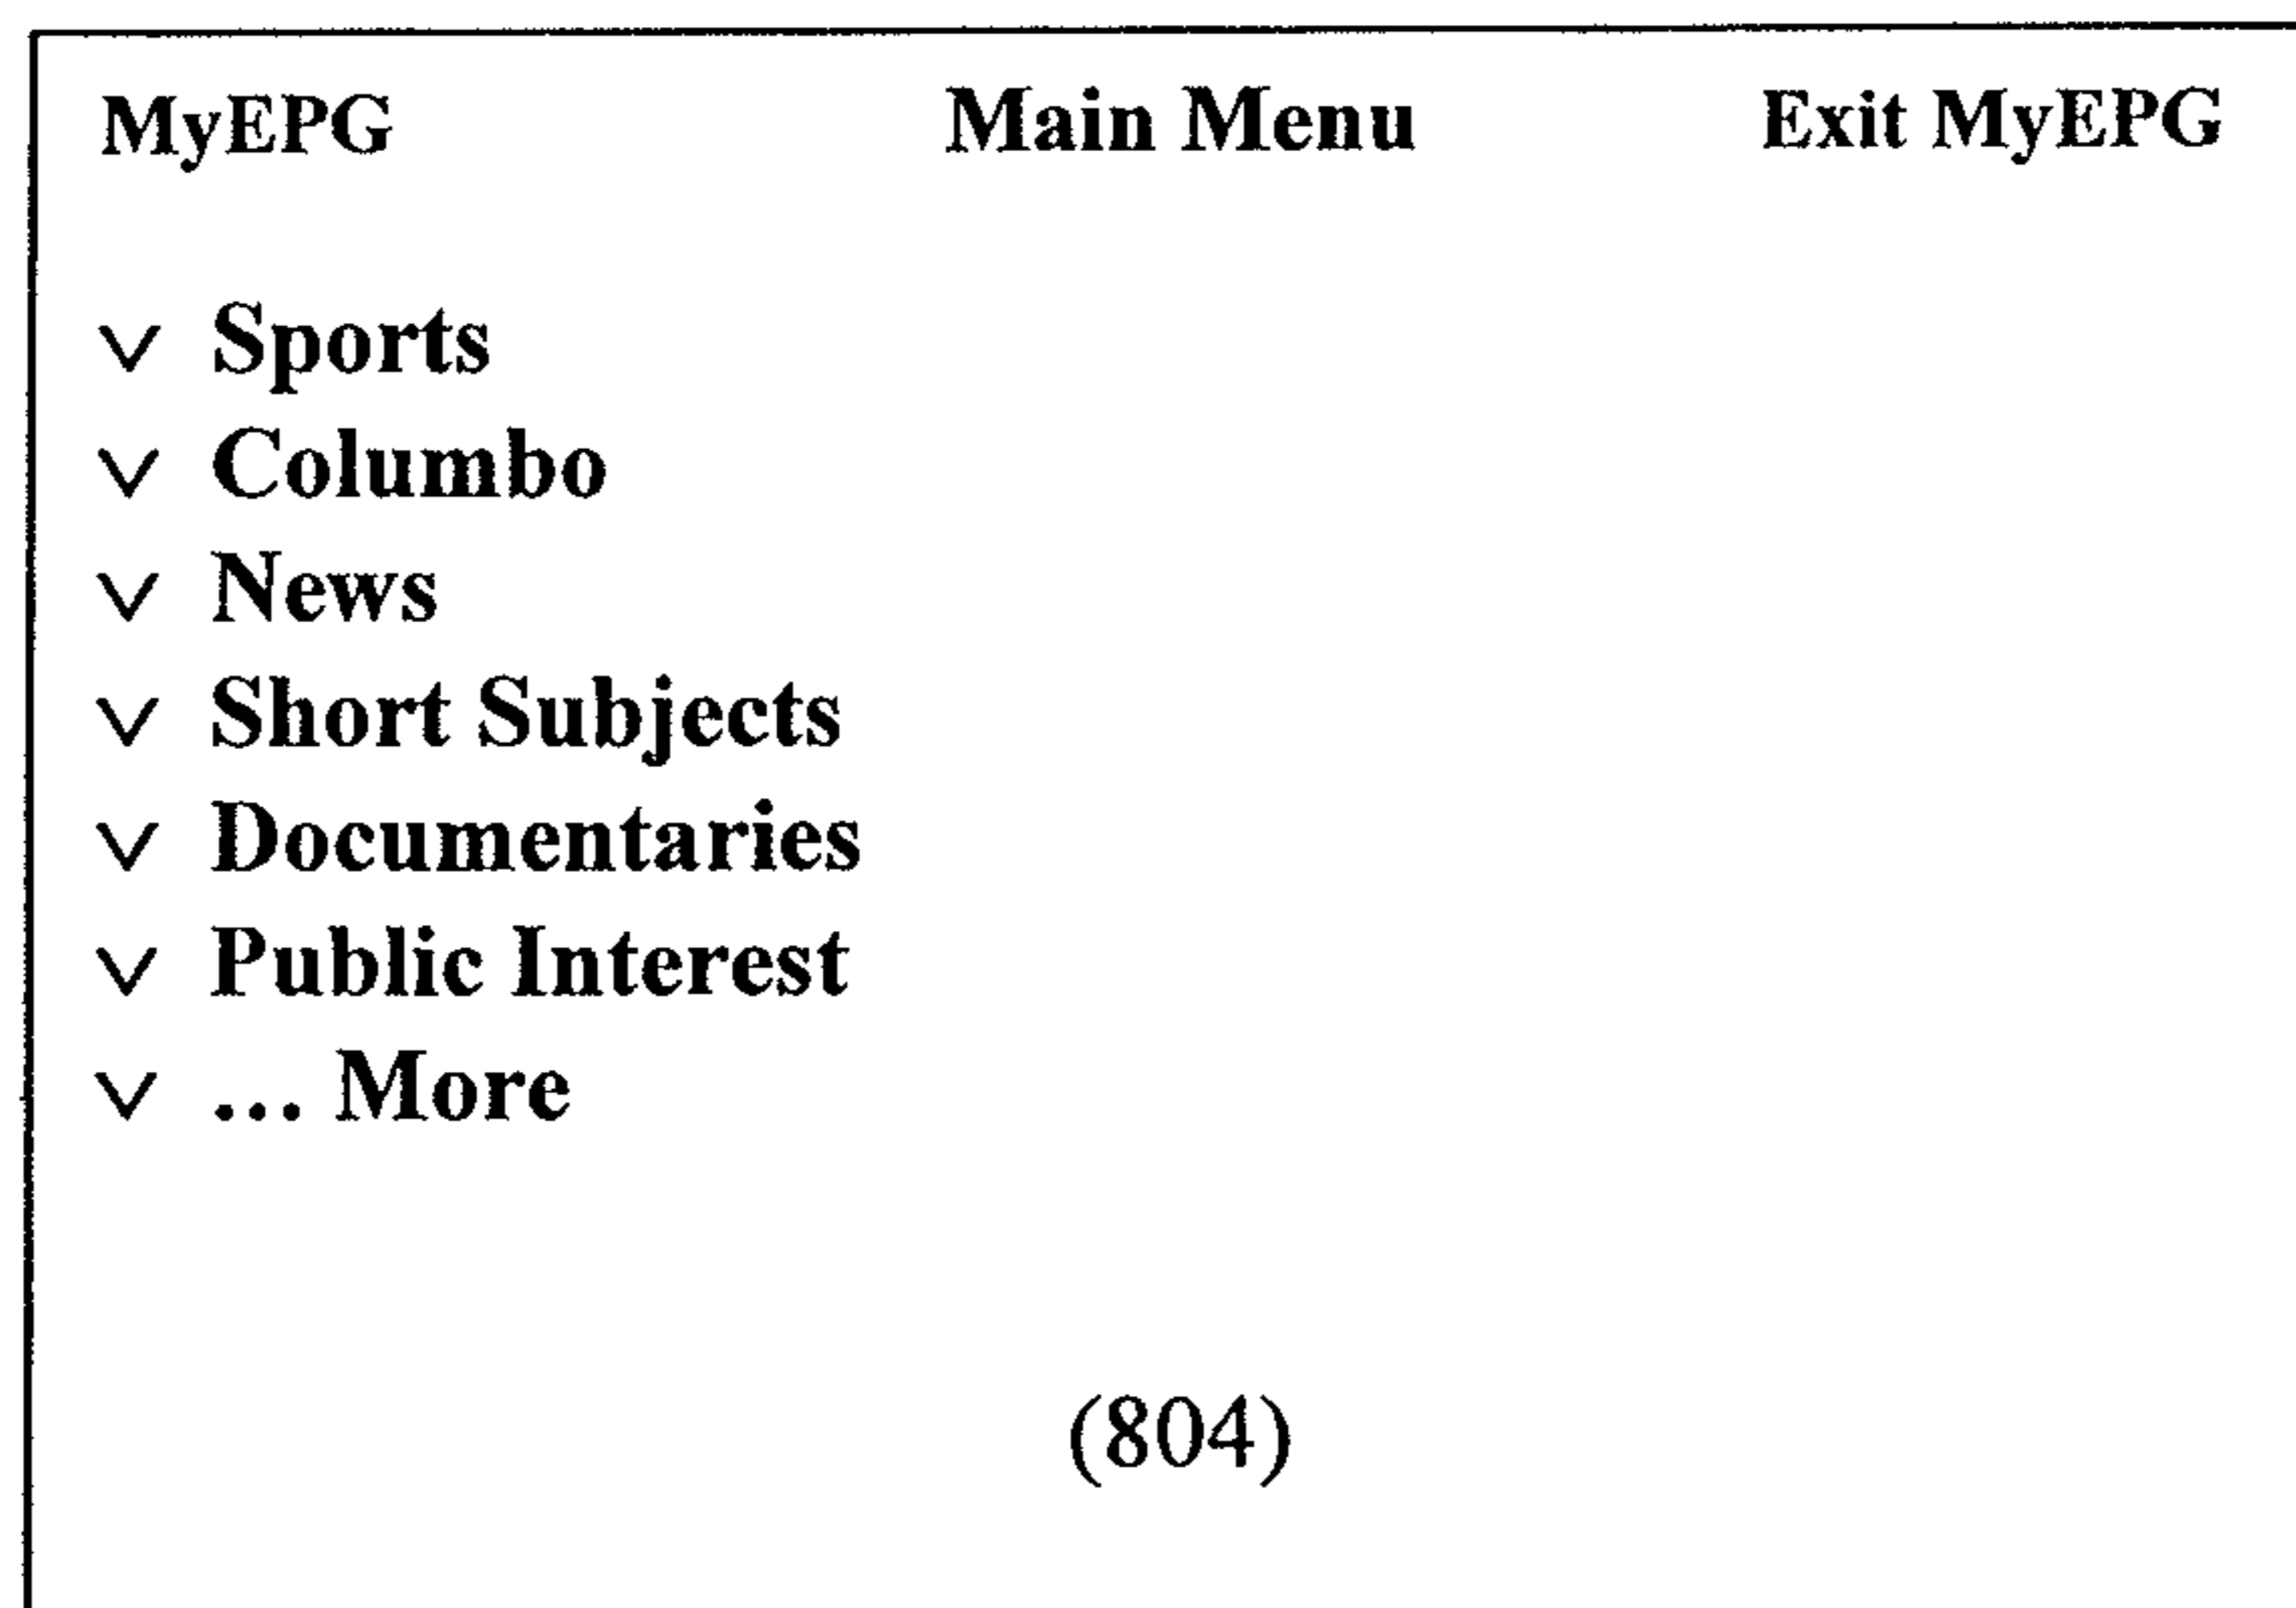 MyEPG Main Menu Exit MyEPG
∨ Sports
∨ Columbo
∨ News
∨ Short Subjects
∨ Documentaries
∨ Public Interest
∨ ... More
(804)